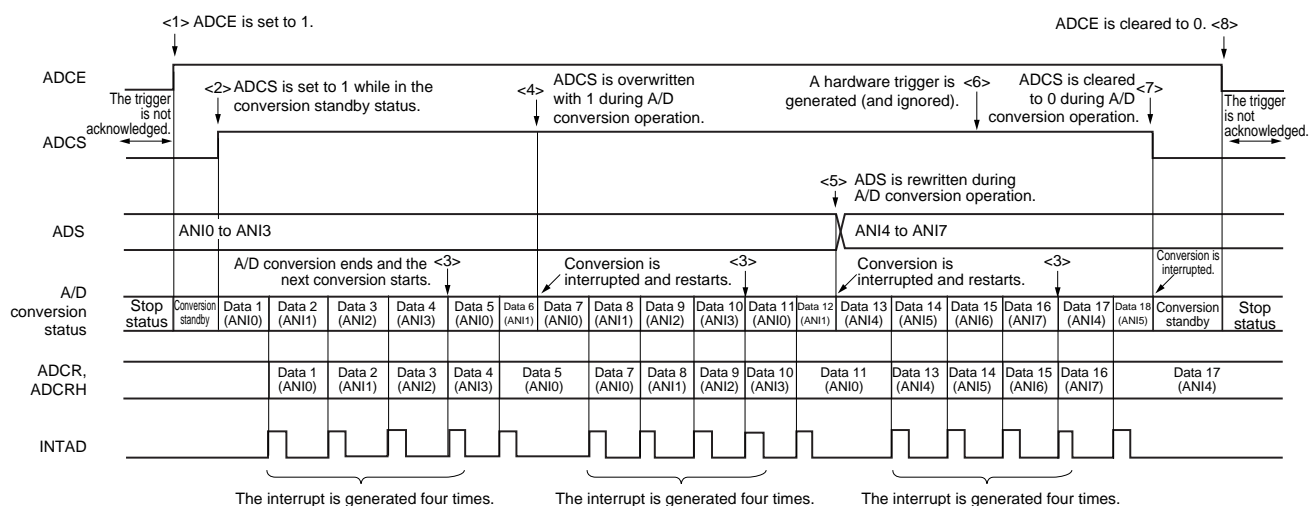 <1> ADCE is set to 1.
ADCE is cleared to 0. <8>
ADCE
The trigger
is not
acknowledged.
<2> ADCS is set to 1 while in the
conversion standby status.
<4> ADCS is overwritten
with 1 during A/D
conversion operation.
A hardware trigger is <6>
generated (and ignored).
ADCS is cleared <7>
to 0 during A/D
conversion operation.
The trigger
is not
acknowledged.
ADCS
<5> ADS is rewritten during
A/D conversion operation.
ADS
ANI0 to ANI3
ANI4 to ANI7
A/D conversion ends and the <3>
next conversion starts.
Conversion is <3>
interrupted and restarts.
Conversion is <3>
interrupted and restarts.
Conversion is
interrupted.
A/D
conversion
status
Stop
status
Conversion
standby
Data 1
(ANI0)
Data 2
(ANI1)
Data 3
(ANI2)
Data 4
(ANI3)
Data 5
(ANI0)
Data 6
(ANI1)
Data 7
(ANI0)
Data 8
(ANI1)
Data 9
(ANI2)
Data 10
(ANI3)
Data 11
(ANI0)
Data 12
(ANI1)
Data 13
(ANI4)
Data 14
(ANI5)
Data 15
(ANI6)
Data 16
(ANI7)
Data 17
(ANI4)
Data 18
(ANI5)
Conversion
standby
Stop
status
ADCR,
ADCRH
Data 1
(ANI0)
Data 2
(ANI1)
Data 3
(ANI2)
Data 4
(ANI3)
Data 5
(ANI0)
Data 7
(ANI0)
Data 8
(ANI1)
Data 9
(ANI2)
Data 10
(ANI3)
Data 11
(ANI0)
Data 13
(ANI4)
Data 14
(ANI5)
Data 15
(ANI6)
Data 16
(ANI7)
Data 17
(ANI4)
INTAD
The interrupt is generated four times.
The interrupt is generated four times.
The interrupt is generated four times.